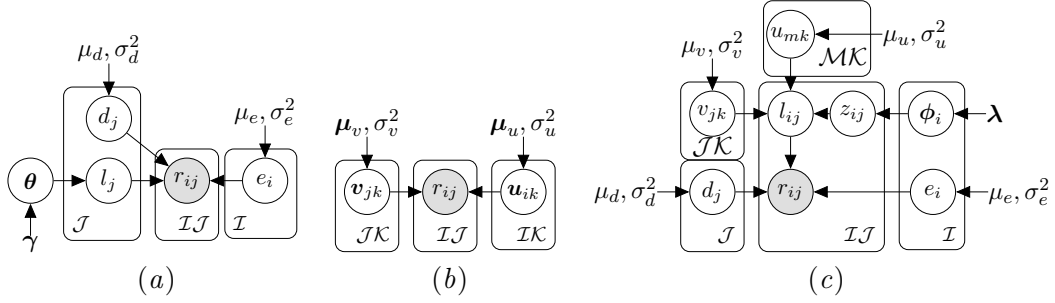 μ_d, σ_d^2
d_j
μ_e, σ_e^2
θ
l_j
r_ij
e_i
𝒥
ℐ𝒥
ℐ
γ
(a)
μ_v, σ_v^2
μ_u, σ_u^2
v_jk
r_ij
u_ik
𝒥𝒦
ℐ𝒥
ℐ𝒦
(b)
u_mk
μ_u, σ_u^2
ℳ𝒦
μ_v, σ_v^2
v_jk
l_ij
z_ij
ϕ_i
λ
𝒥𝒦
μ_d, σ_d^2
d_j
r_ij
e_i
μ_e, σ_e^2
𝒥
ℐ𝒥
ℐ
(c)